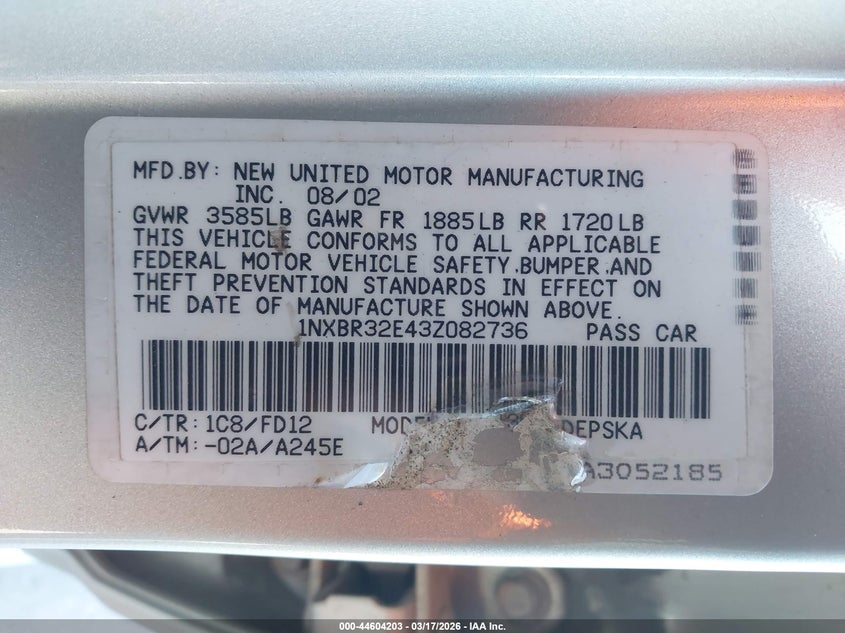 MFD.BY: NEW UNITED MOTOR MANUFACTURING
INC. 08/02
GVWR 3585LB GAWR FR 1885LB RR 1720LB
THIS VEHICLE CONFORMS TO ALL APPLICABLE
FEDERAL MOTOR VEHICLE SAFETY,BUMPER,AND
THEFT PREVENTION STANDARDS IN EFFECT ON
THE DATE OF MANUFACTURE SHOWN ABOVE.
1NXBR32E43Z082736 PASS CAR
C/TR: 1C8/FD12 DEPSKA
A/TM: -02A/A245E
A3052185
000-44604203 - 03/17/2026 - IAA Inc.